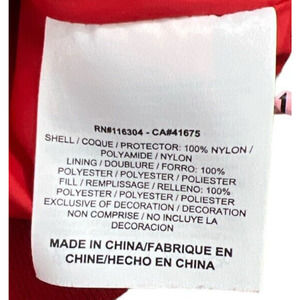 RN#116304 - CA#41675
SHELL / COQUE / PROTECTOR: 100% NYLON /
POLYAMIDE / NYLON
LINING / DOUBLURE / FORRO: 100%
POLYESTER / POLYESTER / POLIESTER
FILL / REMPLISSAGE / RELLENO: 100%
POLYESTER / POLYESTER / POLIESTER
EXCLUSIVE OF DECORATION / DECORATION
NON COMPRISE / NO INCLUYE LA
DECORACION
MADE IN CHINA/FABRIQUE EN
CHINE/HECHO EN CHINA